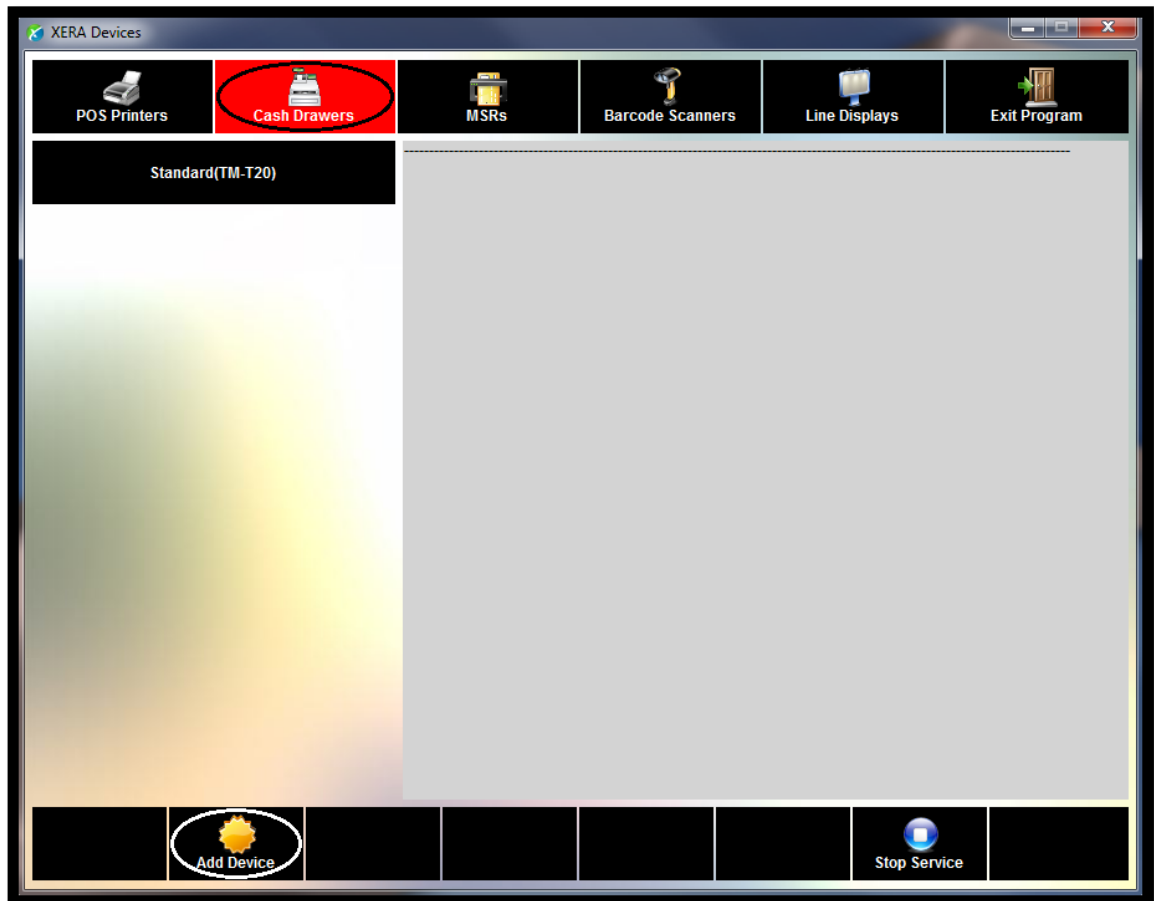 XERA Devices
POS Printers
Cash Drawers
MSRs
Barcode Scanners
Line Displays
Exit Program
Standard(TM-T20)
Add Device
Stop Service